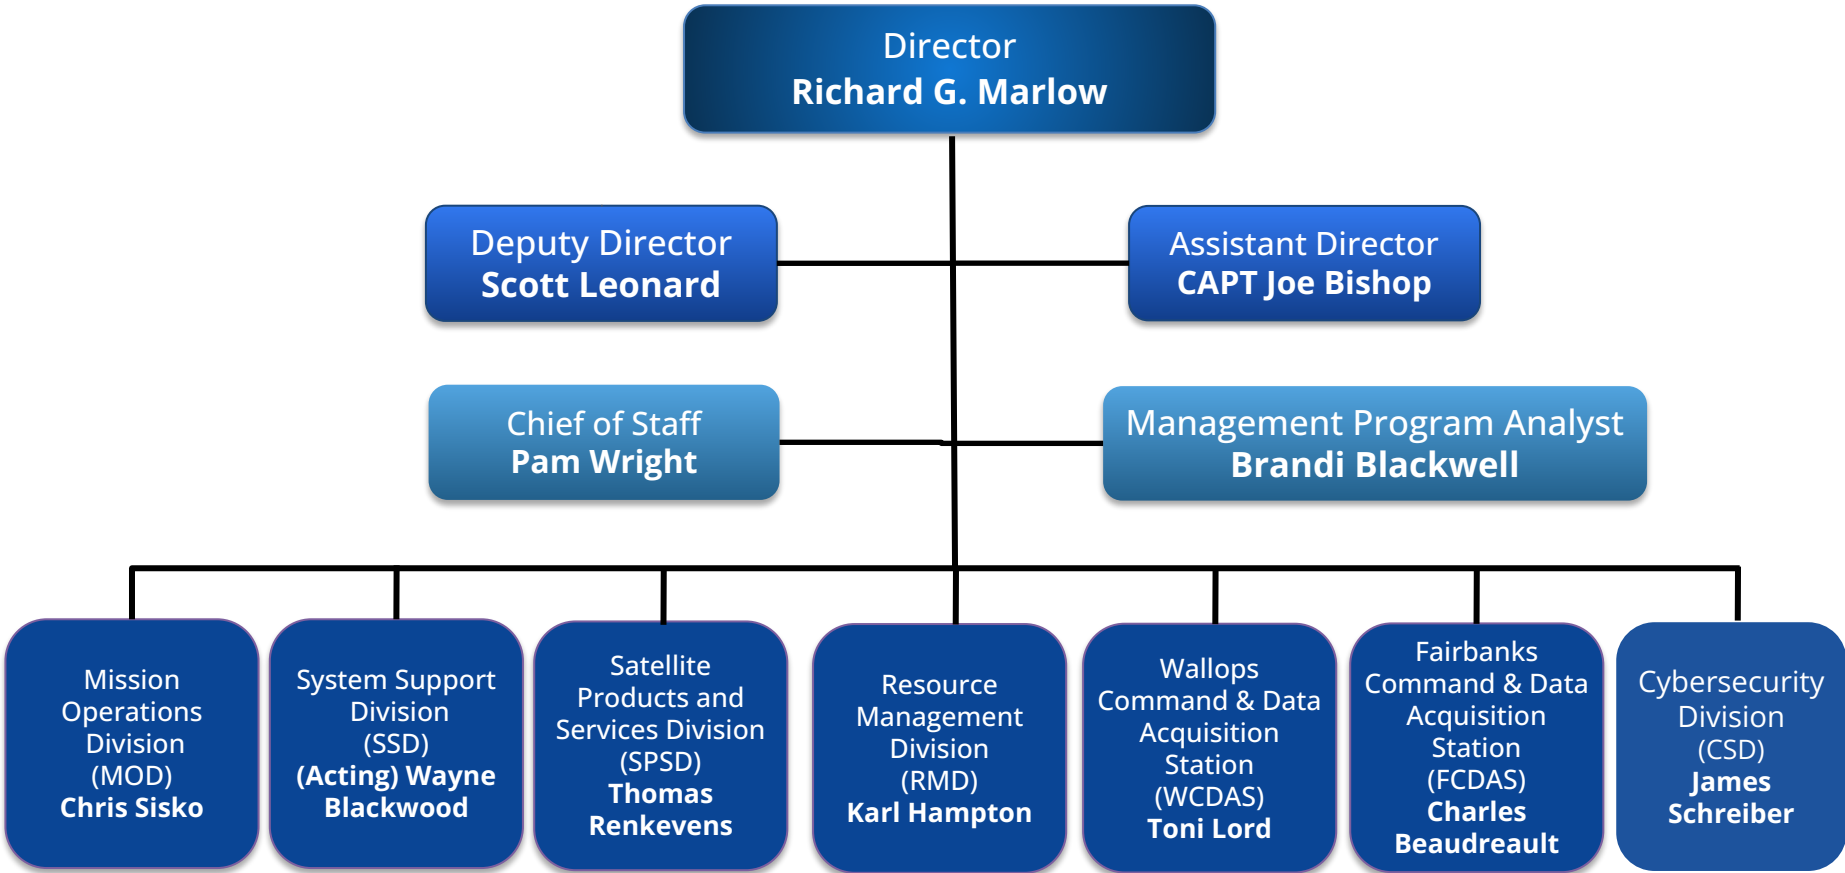 Director
Richard G. Marlow
Deputy Director
Scott Leonard
Assistant Director
CAPT Joe Bishop
Chief of Staff
Pam Wright
Management Program Analyst
Brandi Blackwell
Mission
Operations
Division
(MOD)
Chris Sisko
System Support
Division
(SSD)
(Acting) Wayne
Blackwood
Satellite
Products and
Services Division
(SPSD)
Thomas
Renkevens
Resource
Management
Division
(RMD)
Karl Hampton
Wallops
Command & Data
Acquisition
Station
(WCDAS)
Toni Lord
Fairbanks
Command & Data
Acquisition
Station
(FCDAS)
Charles
Beaudreault
Cybersecurity
Division
(CSD)
James
Schreiber